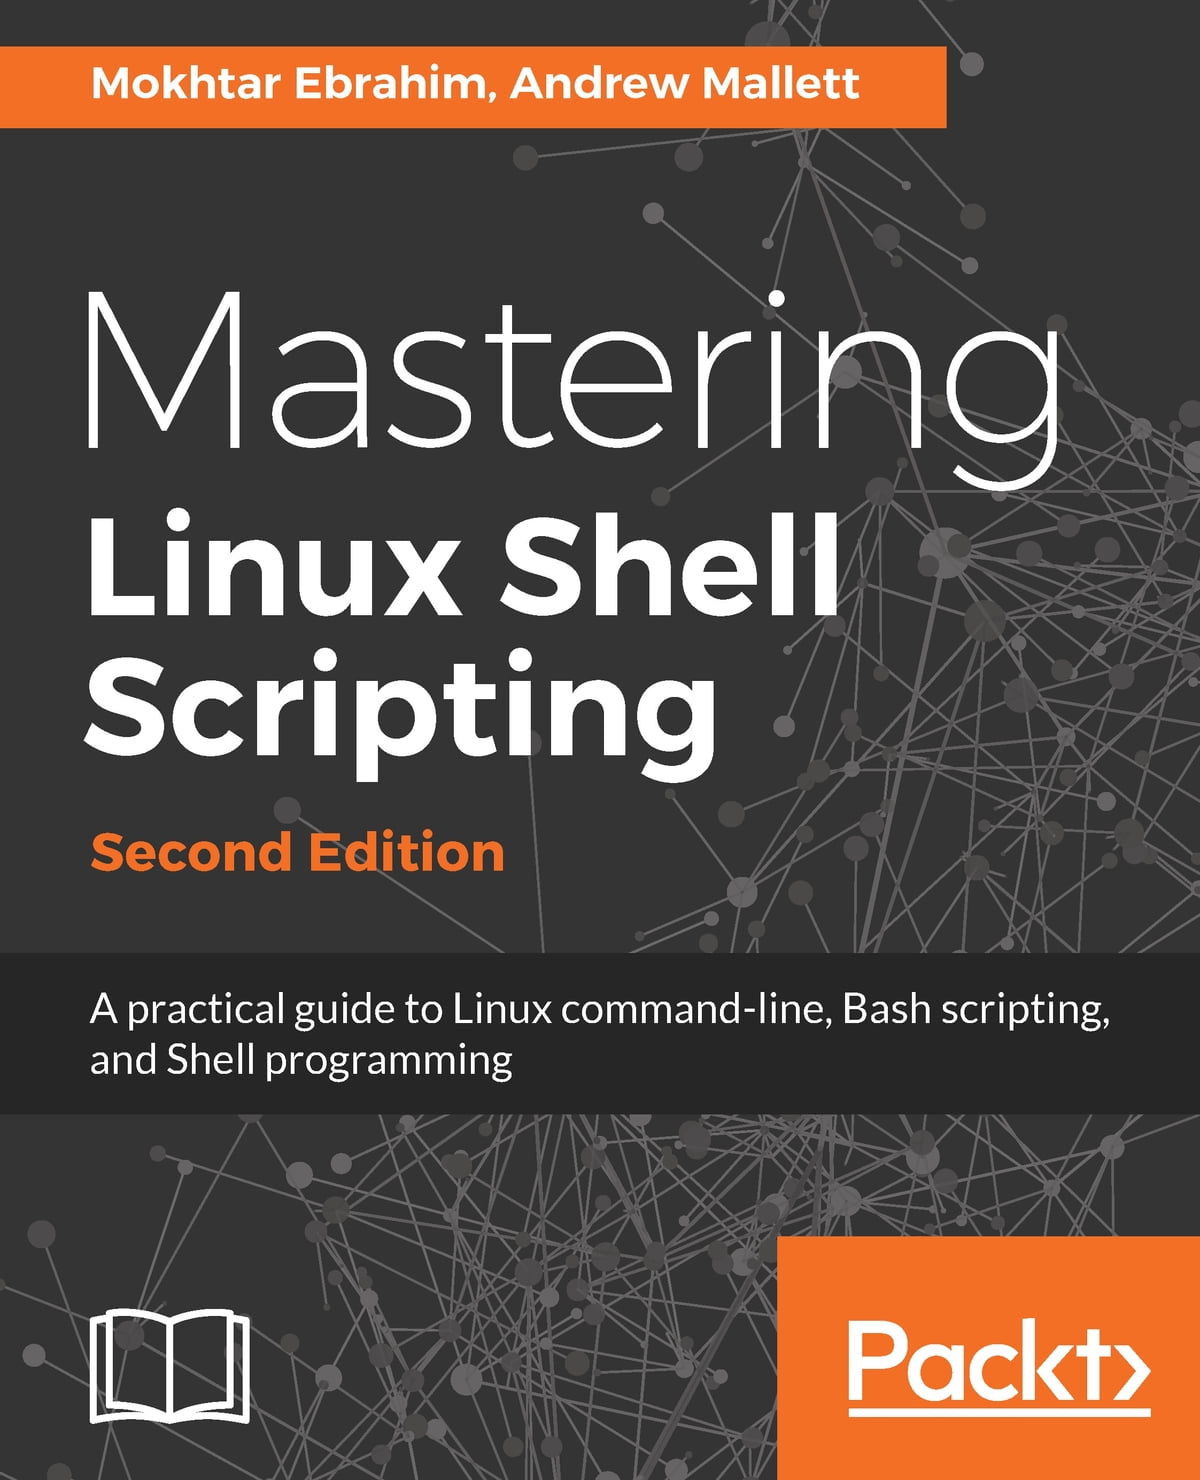 Mokhtar Ebrahim, Andrew Mallett
Mastering
Linux Shell
Scripting
Second Edition
A practical guide to Linux command-line, Bash scripting,
and Shell programming
Packt>